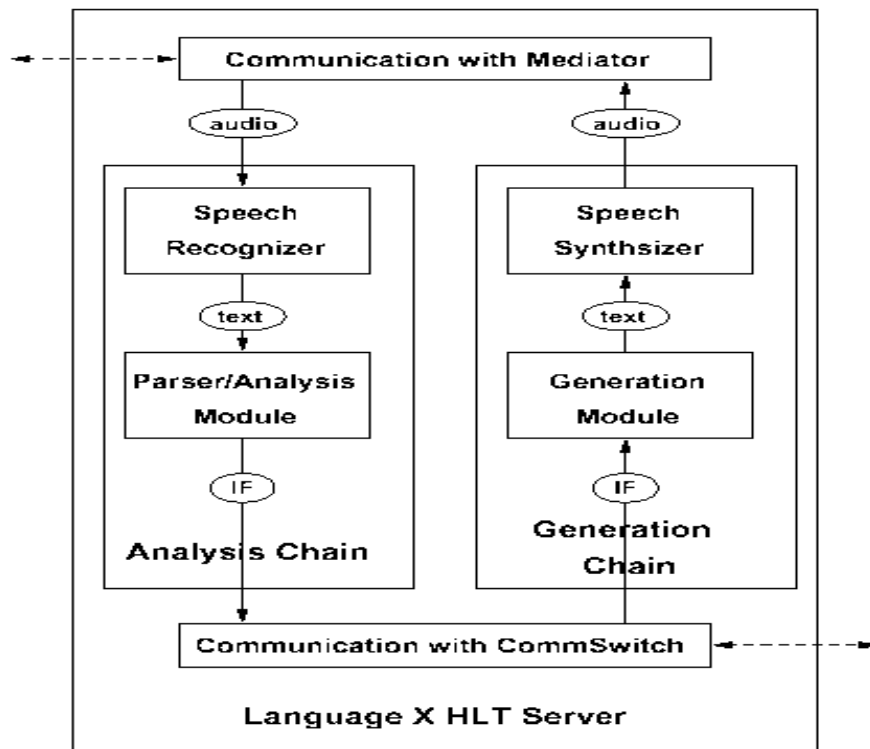 Communication with Mediator
audio
audio
Speech
Recognizer
Speech
Synthsizer
text
text
Parser/Analysis
Module
Generation
Module
IF
IF
Analysis Chain
Generation
Chain
Communication with CommSwitch
Language X HLT Server